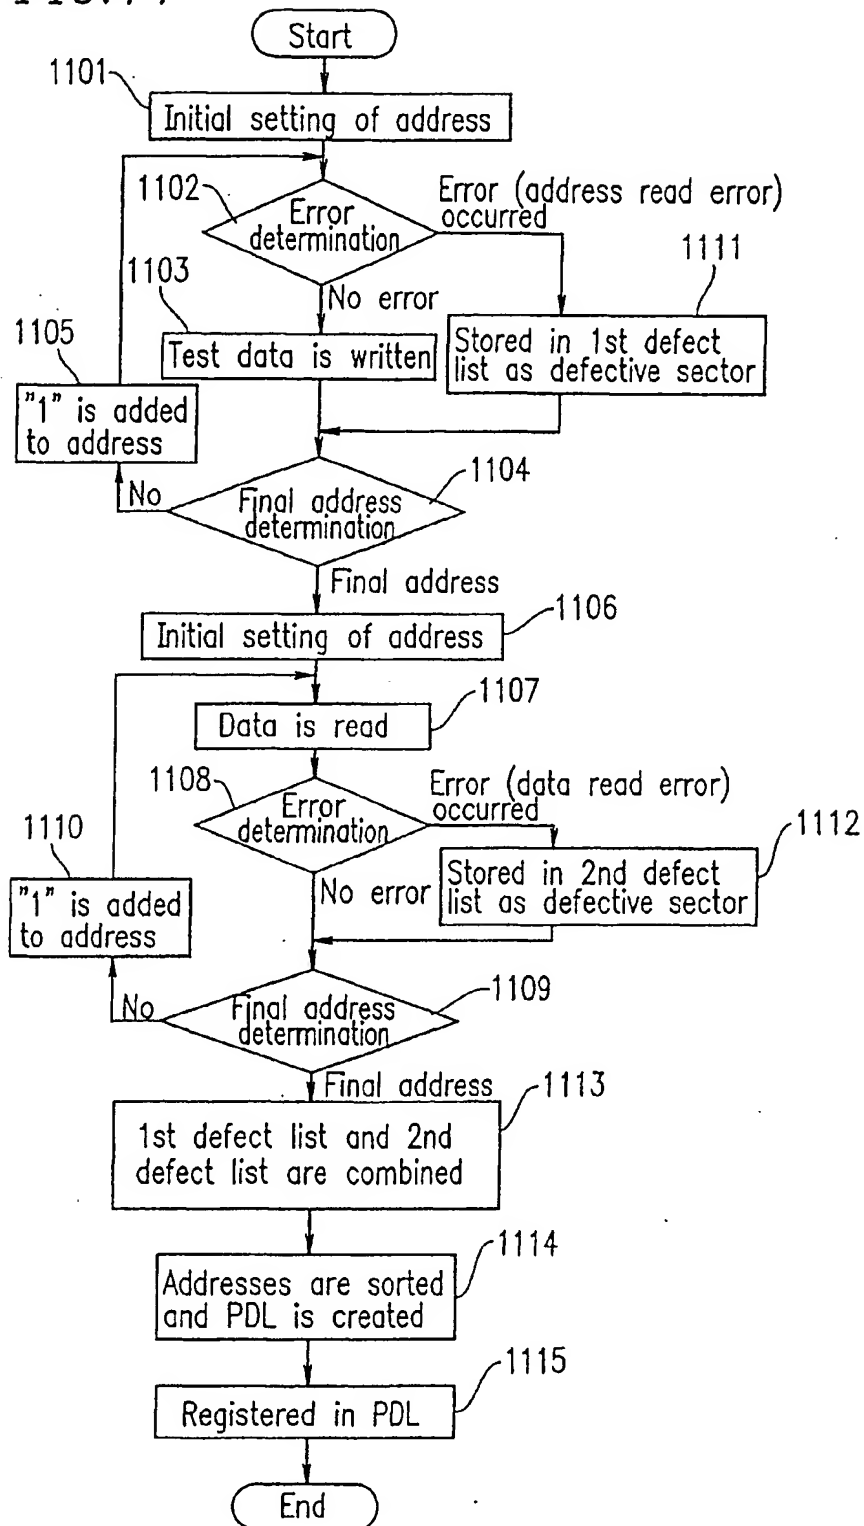 Start
1101
Initial setting of address
1102
Error
determination
Error (address read error)
occurred
1103
No error
1111
Test data is written
Stored in 1st defect
list as defective sector
1105
"1" is added
to address
No
1104
Final address
determination
Final address
1106
Initial setting of address
1107
Data is read
1108
Error
determination
Error (data read error)
occurred
1110
1112
No error
Stored in 2nd defect
list as defective sector
"1" is added
to address
No
1109
Final address
determination
Final address
1113
1st defect list and 2nd
defect list are combined
1114
Addresses are sorted
and PDL is created
1115
Registered in PDL
End